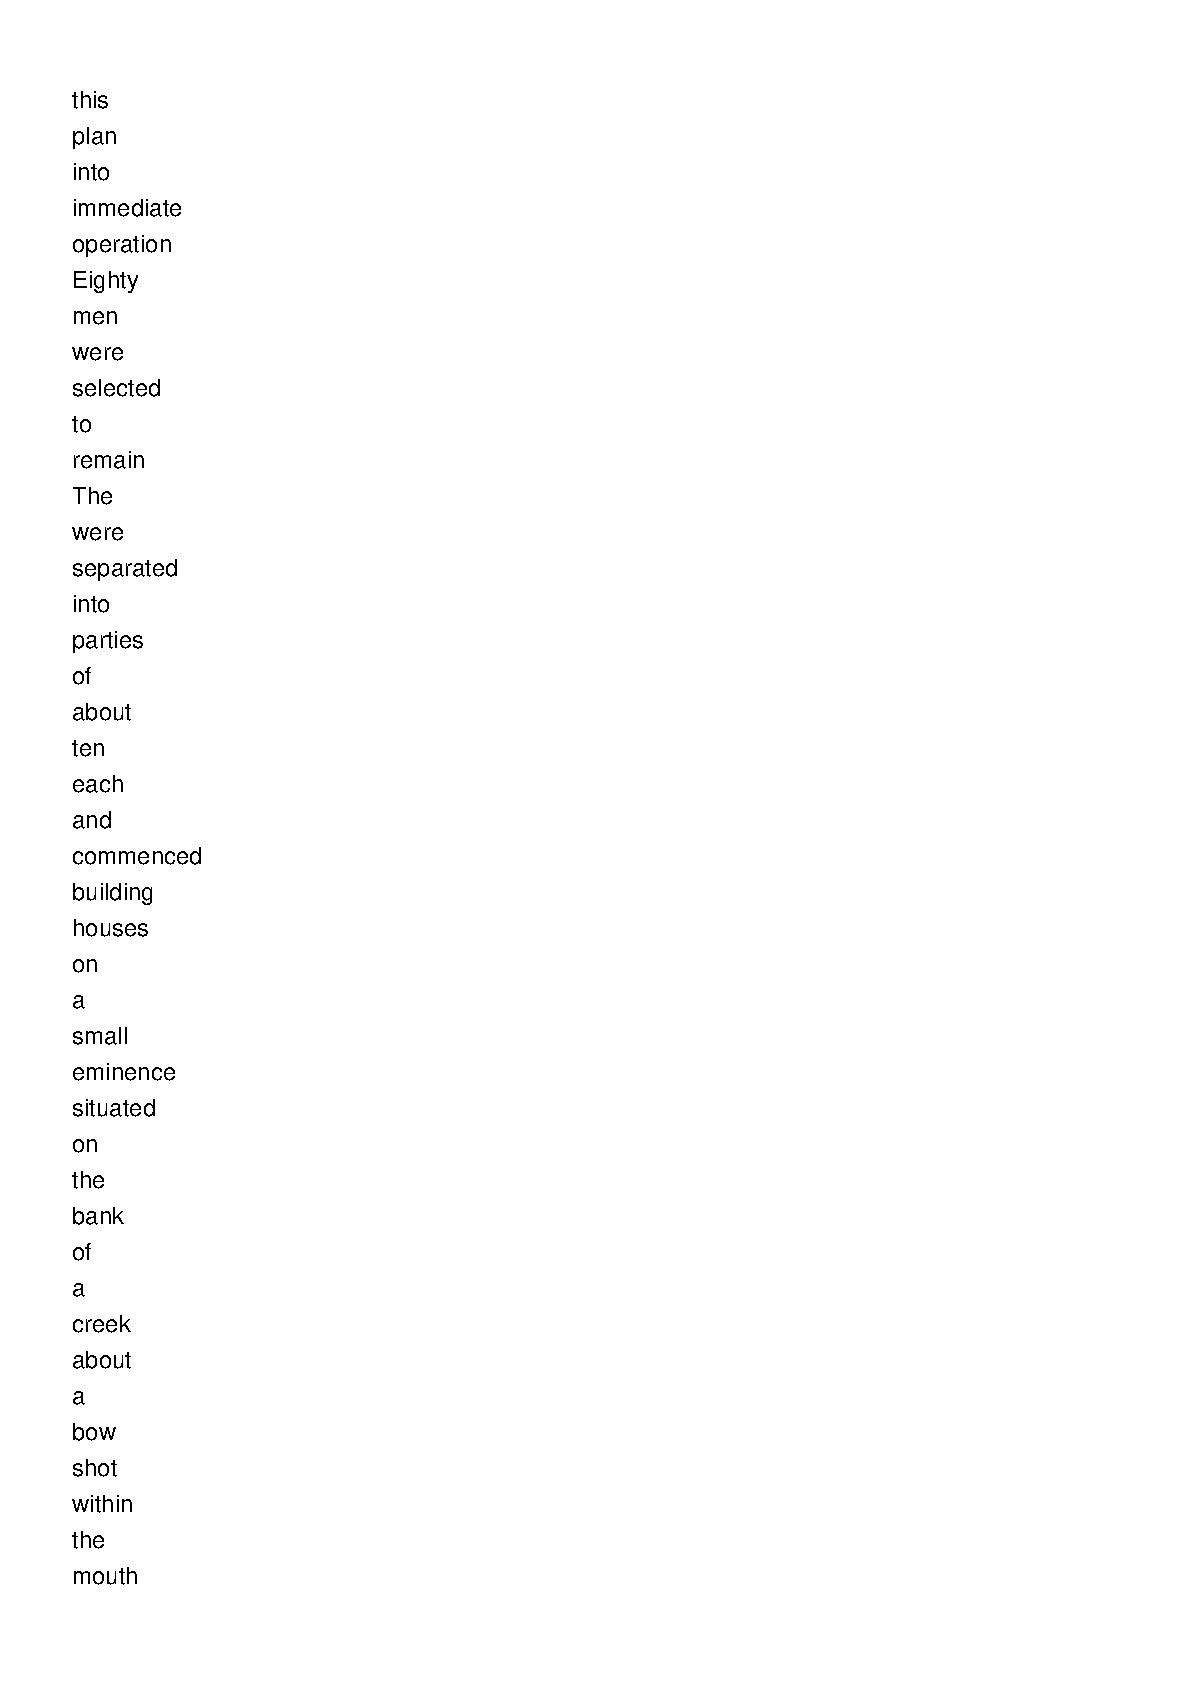 this
plan
into
immediate
operation
Eighty
men
were
selected
to
remain
The
were
separated
into
parties
of
about
ten
each
and
commenced
building
houses
on
a
small
eminence
situated
on
the
bank
of
a
creek
about
a
bow
shot
within
the
mouth